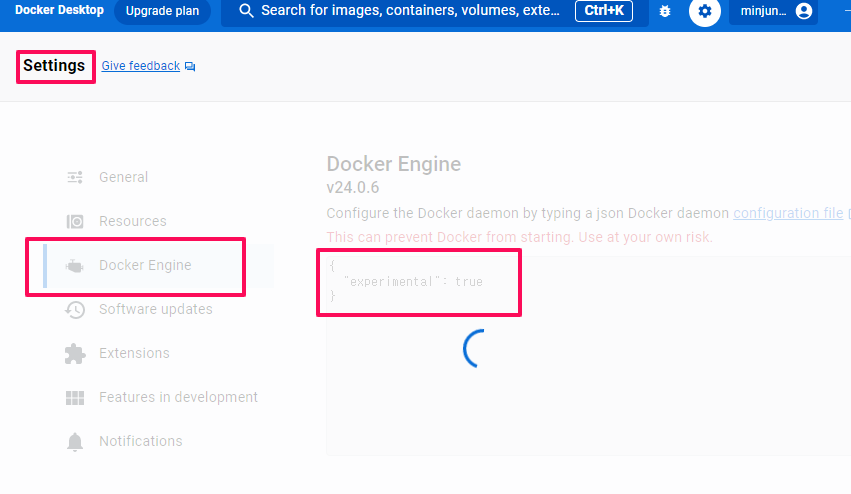 Docker Desktop Upgrade plan Search for images, containers, volumes, exte... Ctrl+K minjun...
Settings Give feedback
General
Resources
Docker Engine
Software updates
Extensions
Features in development
Notifications
Docker Engine
v24.0.6
Configure the Docker daemon by typing a json Docker daemon configuration file
This can prevent Docker from starting. Use at your own risk.
{
"experimental": true
}